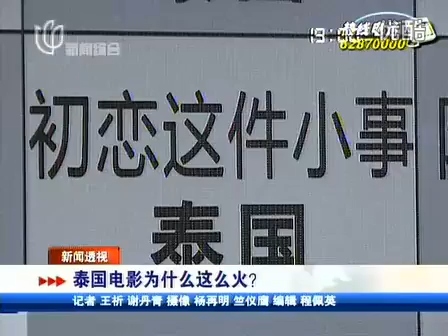 新闻综合
62870000
初恋这件小事
泰国
新闻透视
泰国电影为什么这么火?
记者 王祈 谢丹青 摄像 杨再明 竺仪膺 编辑 程佩英